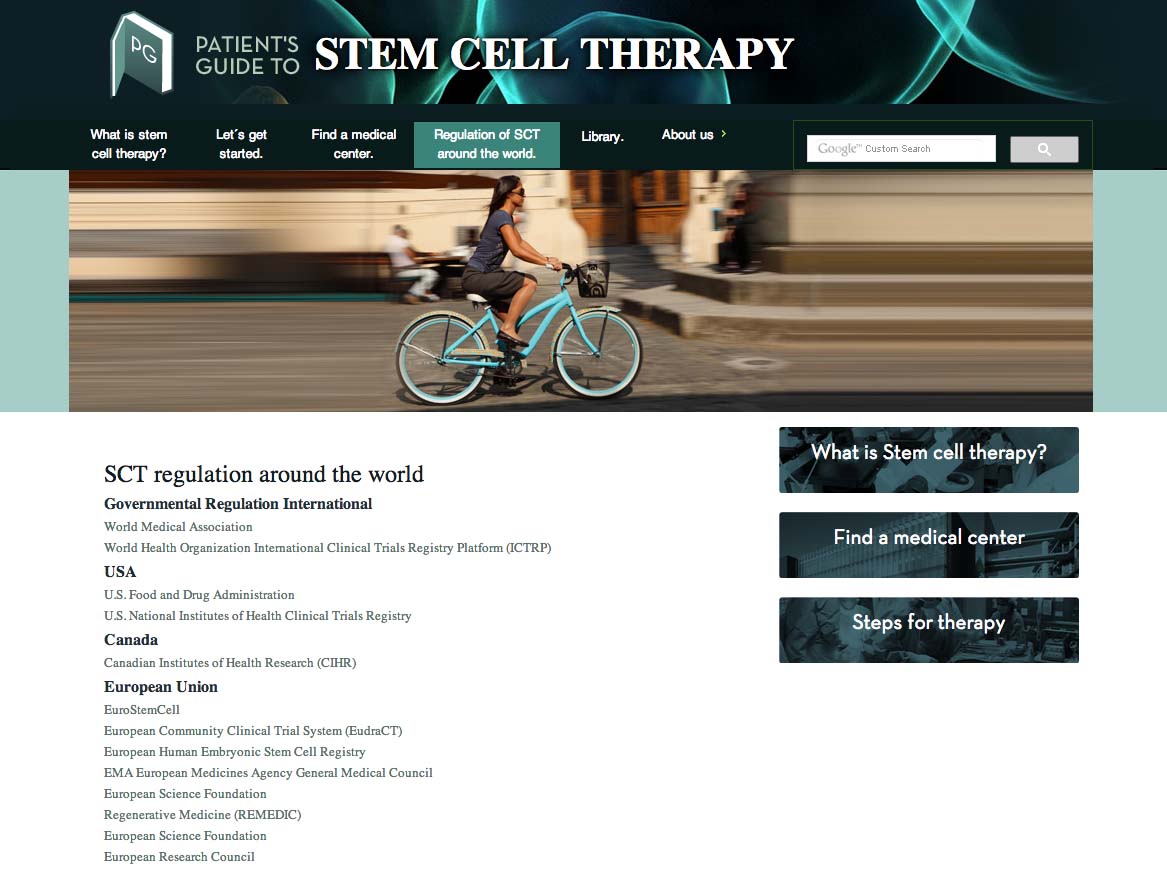 PG
PATIENT'S
GUIDE TO
STEM CELL THERAPY
What is stem
cell therapy?
Let´s get
started.
Find a medical
center.
Regulation of SCT
around the world.
Library.
About us ›
Google™ Custom Search
SCT regulation around the world
Governmental Regulation International
World Medical Association
World Health Organization International Clinical Trials Registry Platform (ICTRP)
USA
U.S. Food and Drug Administration
U.S. National Institutes of Health Clinical Trials Registry
Canada
Canadian Institutes of Health Research (CIHR)
European Union
EuroStemCell
European Community Clinical Trial System (EudraCT)
European Human Embryonic Stem Cell Registry
EMA European Medicines Agency General Medical Council
European Science Foundation
Regenerative Medicine (REMEDIC)
European Science Foundation
European Research Council
What is Stem cell therapy?
Find a medical center
Steps for therapy